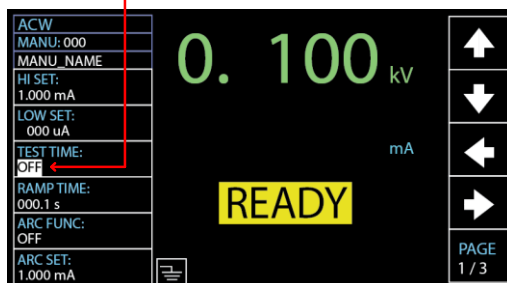 ACW
MANU: 000
MANU_NAME
HI SET:
1.000 mA
LOW SET:
000 uA
TEST TIME:
OFF
RAMP TIME:
000.1 s
ARC FUNC:
OFF
ARC SET:
1.000 mA
0. 100 kV
mA
READY
PAGE
1 / 3